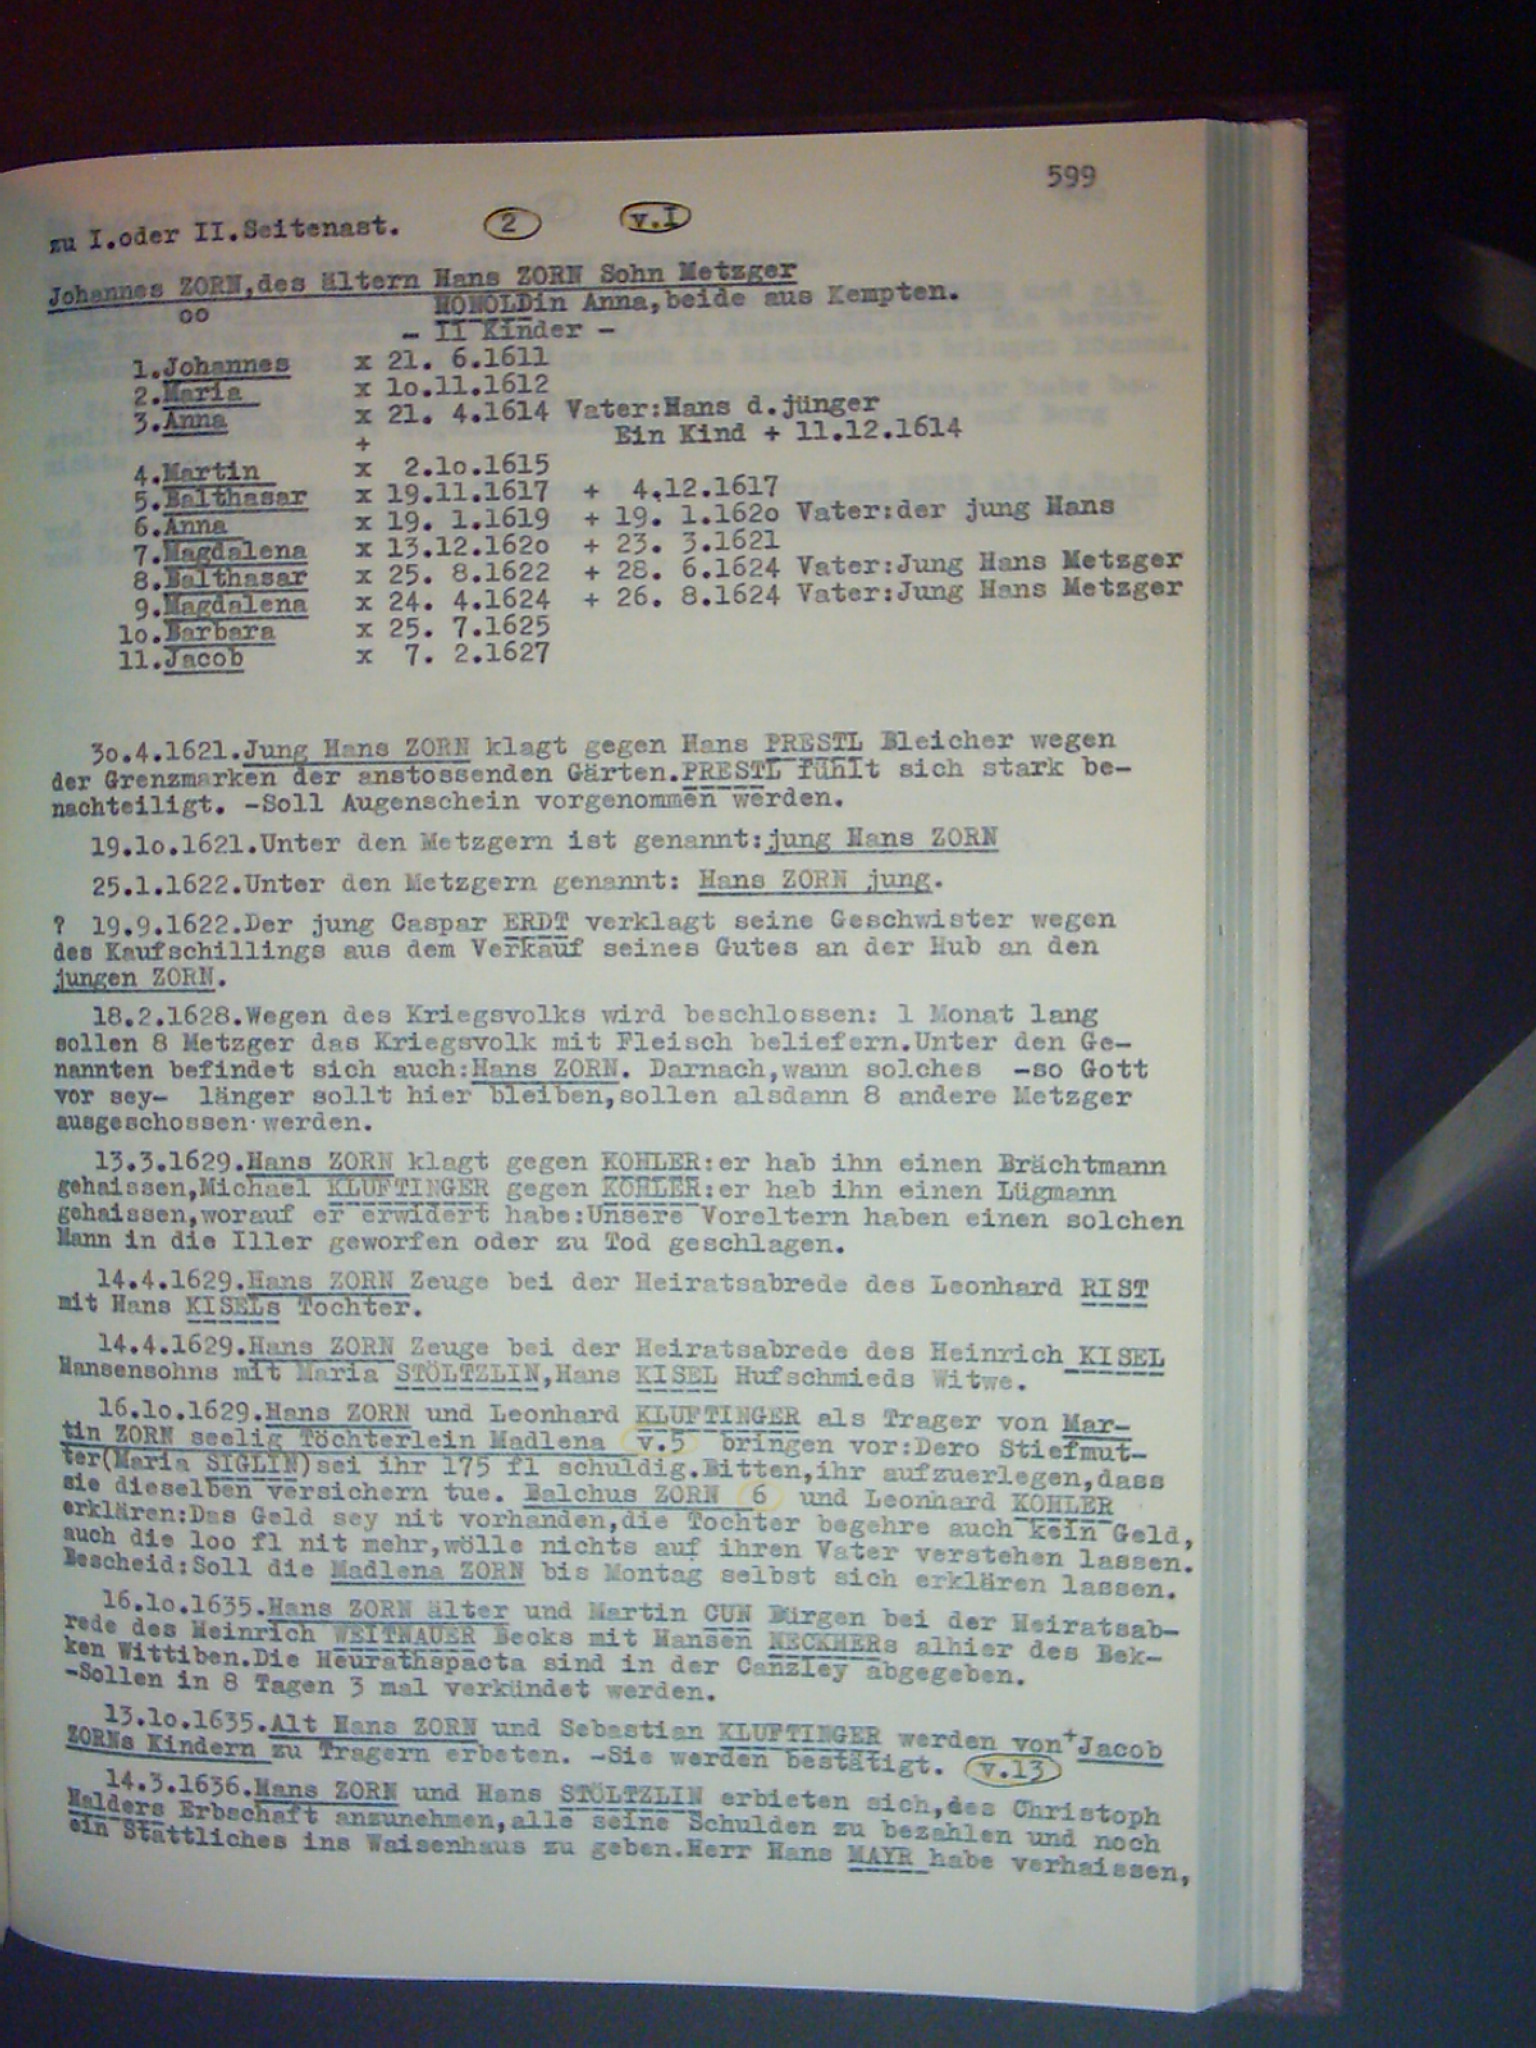 599
zu I.oder II.Seitenast. 2 v.I
Johannes ZORN,des ältern Hans ZORN Sohn Metzger
oo HONOLDin Anna,beide aus Kempten.
- II Kinder -
1.Johannes x 21. 6.1611
2.Maria x 10.11.1612
3.Anna x 21. 4.1614 Vater:Hans d.jünger
+ Ein Kind + 11.12.1614
4.Martin x 2.10.1615
5.Balthasar x 19.11.1617 + 4.12.1617
6.Anna x 19. 1.1619 + 19. 1.1620 Vater:der jung Hans
7.Magdalena x 13.12.1620 + 23. 3.1621
8.Balthasar x 25. 8.1622 + 28. 6.1624 Vater:Jung Hans Metzger
9.Magdalena x 24. 4.1624 + 26. 8.1624 Vater:Jung Hans Metzger
10.Barbara x 25. 7.1625
11.Jacob x 7. 2.1627
30.4.1621.Jung Hans ZORN klagt gegen Hans PRESTL Bleicher wegen
der Grenzmarken der anstossenden Gärten.PRESTL fühlt sich stark be-
nachteiligt. -Soll Augenschein vorgenommen werden.
19.10.1621.Unter den Metzgern ist genannt:jung Hans ZORN
25.1.1622.Unter den Metzgern genannt: Hans ZORN jung.
? 19.9.1622.Der jung Caspar ERDT verklagt seine Geschwister wegen
des Kaufschillings aus dem Verkauf seines Gutes an der Hub an den
jungen ZORN.
18.2.1628.Wegen des Kriegsvolks wird beschlossen: 1 Monat lang
sollen 8 Metzger das Kriegsvolk mit Fleisch beliefern.Unter den Ge-
nannten befindet sich auch:Hans ZORN. Darnach,wann solches -so Gott
vor sey- länger sollt hier bleiben,sollen alsdann 8 andere Metzger
ausgeschossen werden.
13.3.1629.Hans ZORN klagt gegen KOHLER:er hab ihn einen Brächtmann
gehaissen,Michael KLUFTINGER gegen KOHLER:er hab ihn einen Lügmann
gehaissen,worauf er erwidert habe:Unsere Voreltern haben einen solchen
Mann in die Iller geworfen oder zu Tod geschlagen.
14.4.1629.Hans ZORN Zeuge bei der Heiratsabrede des Leonhard RIST
mit Hans KISELs Tochter.
14.4.1629.Hans ZORN Zeuge bei der Heiratsabrede des Heinrich KISEL
Hansensohns mit Maria STÖLTZLIN,Hans KISEL Hufschmieds Witwe.
16.10.1629.Hans ZORN und Leonhard KLUFTINGER als Trager von Mar-
tin ZORN seelig Töchterlein Madlena v.5 bringen vor:Dero Stiefmut-
ter(Maria SIGLIN)sei ihr 175 fl schuldig.Bitten,ihr aufzuerlegen,dass
sie dieselben versichern tue. Balchus ZORN 6 und Leonhard KOHLER
erklären:Das Geld sey nit vorhanden,die Tochter begehre auch kein Geld,
auch die 100 fl nit mehr,wölle nichts auf ihren Vater verstehen lassen.
Bescheid:Soll die Madlena ZORN bis Montag selbst sich erklären lassen.
16.10.1635.Hans ZORN älter und Martin CUN Bürgen bei der Heiratsab-
rede des Heinrich WEITNAUER Becks mit Hansen NECKHERs alhier des Bek-
ken Wittiben.Die Heurathspacta sind in der Canzley abgegeben.
-Sollen in 8 Tagen 3 mal verkündet werden.
13.10.1635.Alt Hans ZORN und Sebastian KLUFTINGER werden von+Jacob
ZORNs Kindern zu Tragern erbeten. -Sie werden bestätigt. v.13
14.3.1636.Hans ZORN und Hans STÖLTZLIN erbieten sich,des Christoph
Halders Erbschaft anzunehmen,alle seine Schulden zu bezahlen und noch
ein Stattliches ins Waisenhaus zu geben.Herr Hans MAYR habe verhaissen,